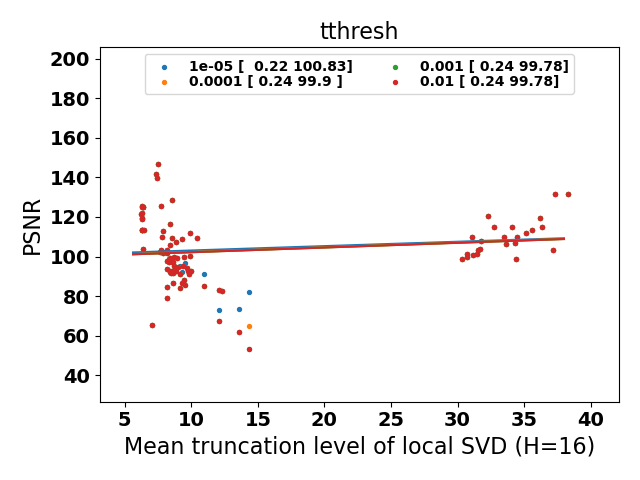 tthresh
1e-05 [  0.22 100.83]
0.0001 [ 0.24 99.9 ]
0.001 [ 0.24 99.78]
0.01 [ 0.24 99.78]
PSNR
200
180
160
140
120
100
80
60
40
5 10 15 20 25 30 35 40
Mean truncation level of local SVD (H=16)